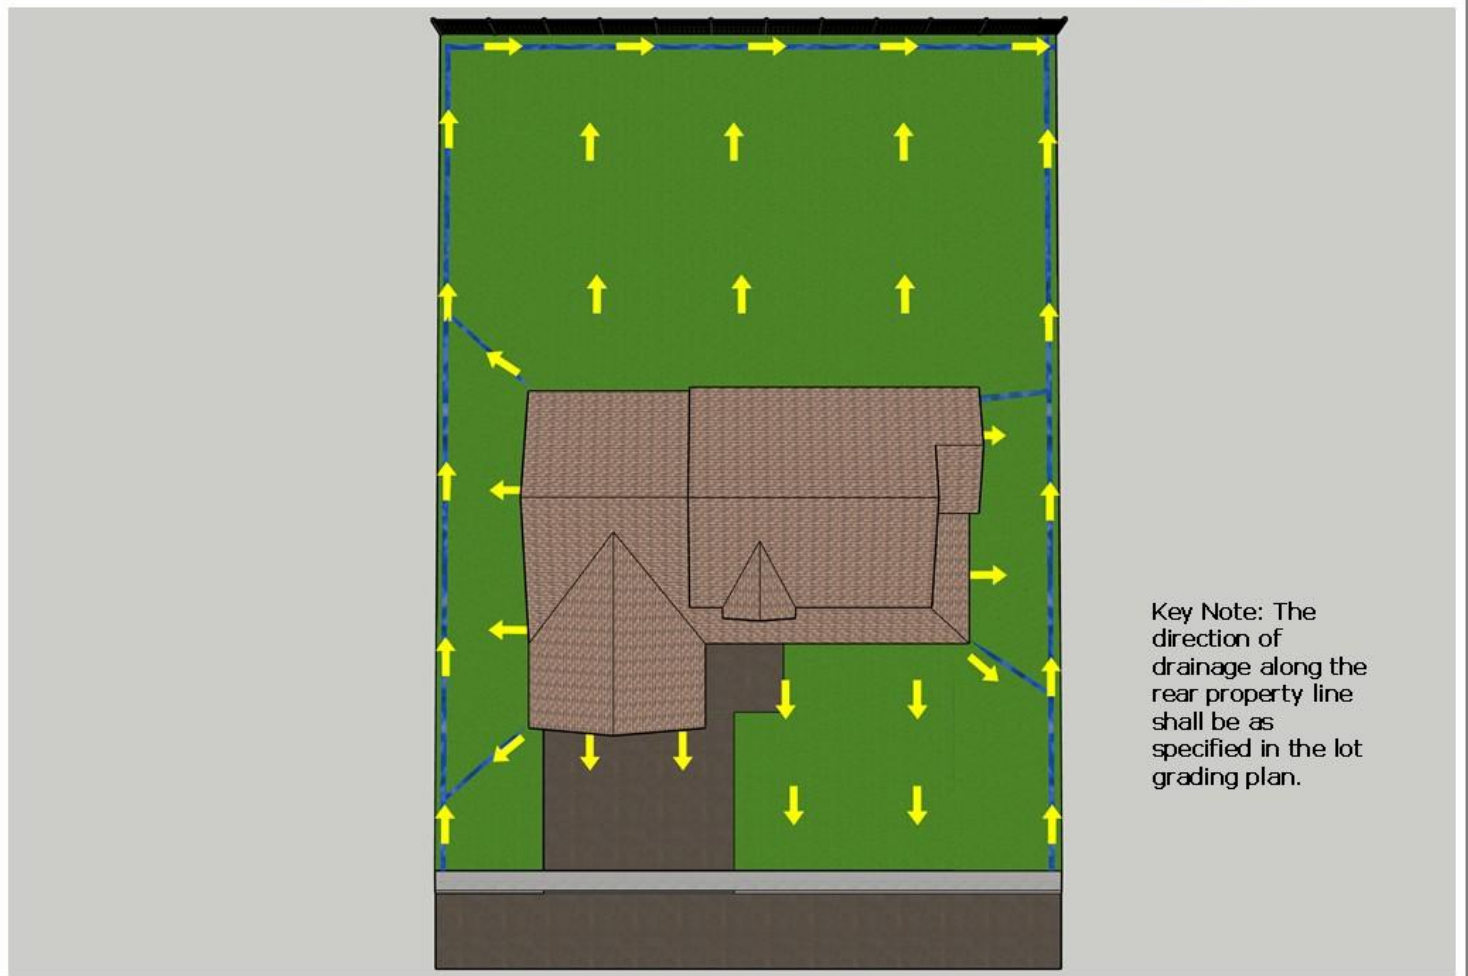 Key Note: The
direction of
drainage along the
rear property line
shall be as
specified in the lot
grading plan.